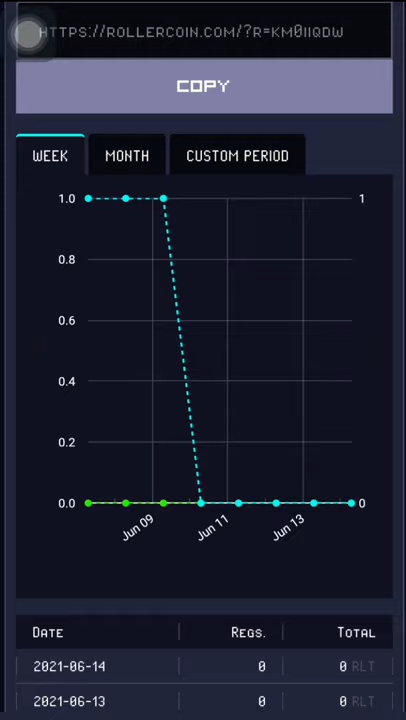 HTTPS://ROLLERCOIN.COM/?R=KM0IIQDW
COPY
WEEK MONTH CUSTOM PERIOD
1.0 1
0.8
0.6
0.4
0.2
0.0 0
Jun 09 Jun 11 Jun 13
DATE REGS. TOTAL
2021-06-14 0 0 RLT
2021-06-13 0 0 RLT